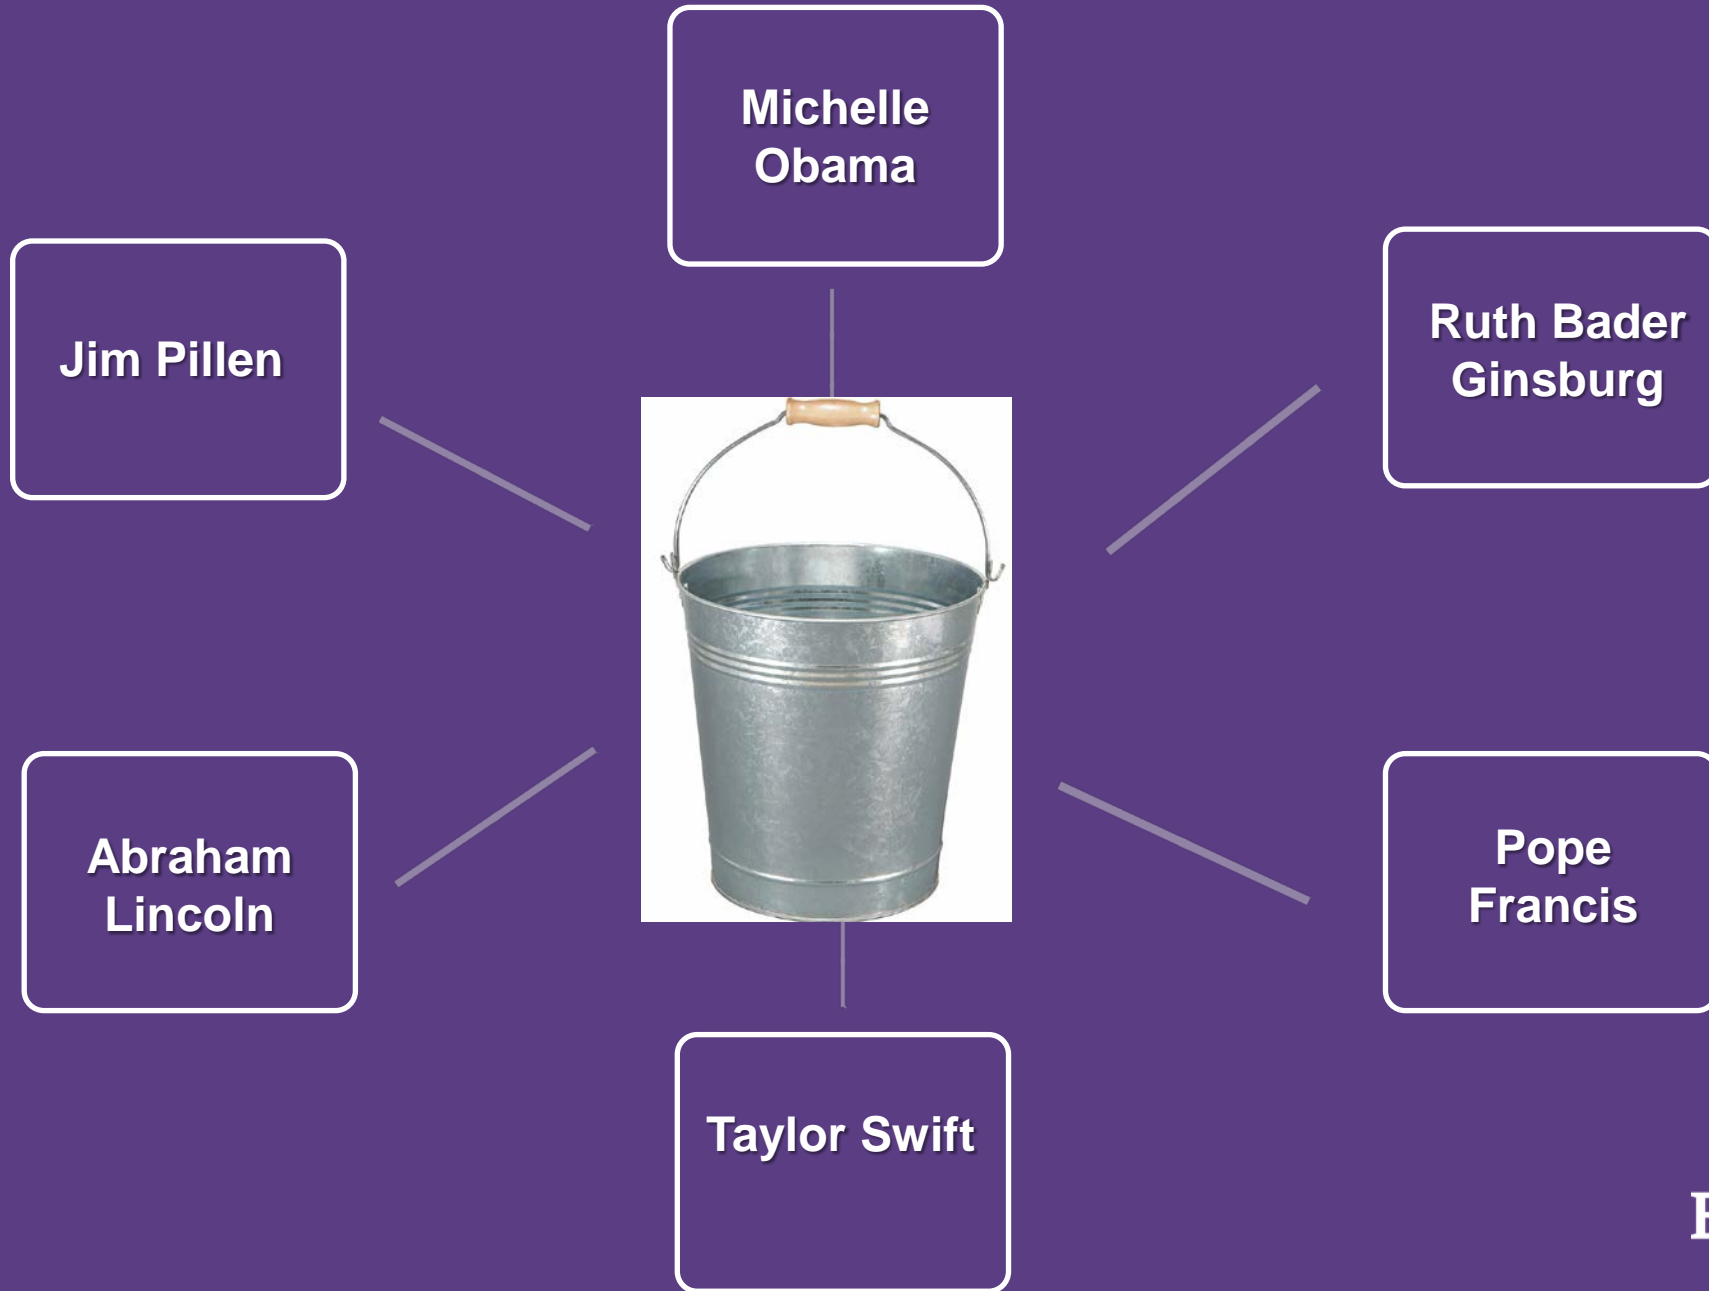 Michelle
Obama
Jim Pillen
Ruth Bader
Ginsburg
Abraham
Lincoln
Pope
Francis
Taylor Swift